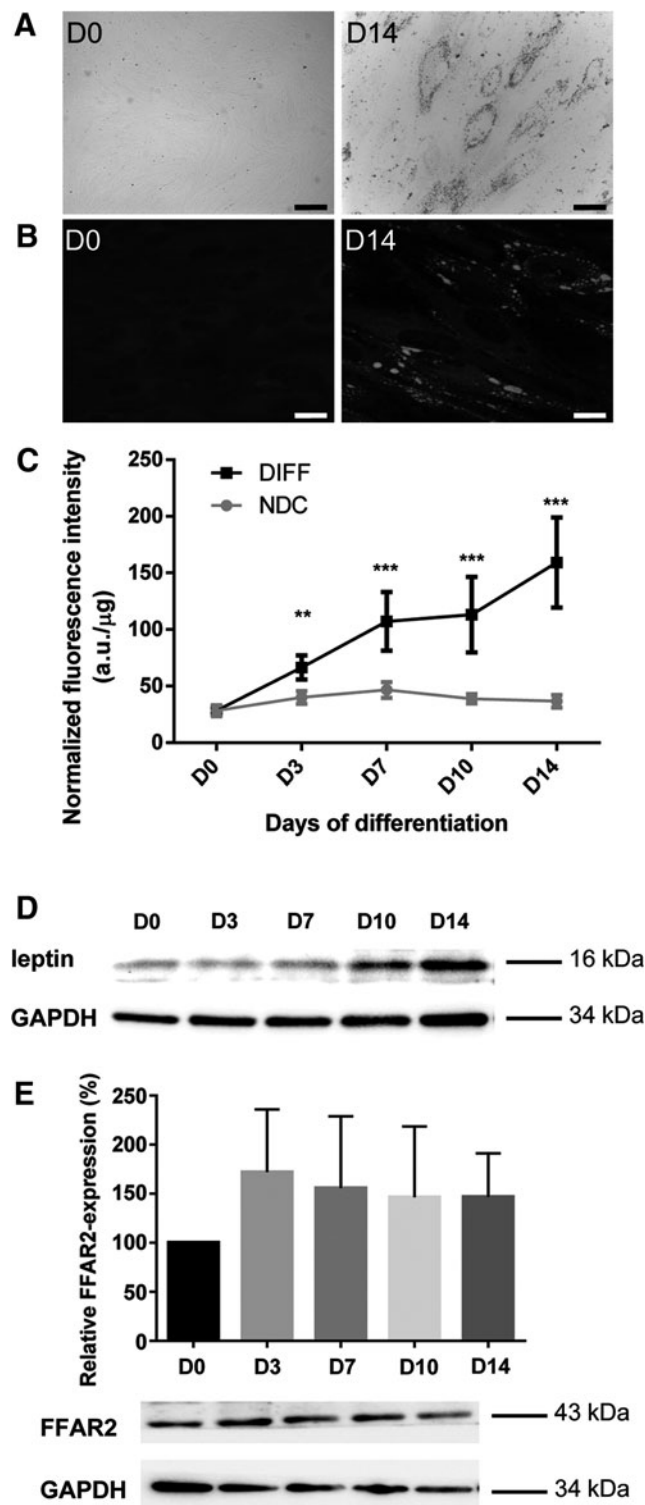 A
D0
D14
B
D0
D14
C
Normalized fluorescence intensity
(a.u./µg)
250
200
150
100
50
0
DIFF
NDC
**
***
***
***
D0
D3
D7
D10
D14
Days of differentiation
D
D0 D3 D7 D10 D14
leptin
16 kDa
GAPDH
34 kDa
E
Relative FFAR2-expression (%)
250
200
150
100
50
0
D0 D3 D7 D10 D14
FFAR2
43 kDa
GAPDH
34 kDa